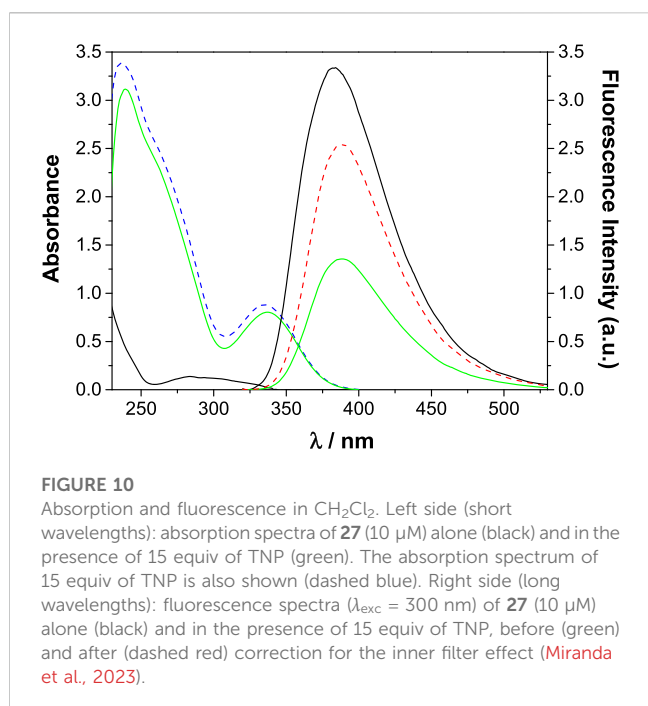 3.5
3.0
2.5
2.0
1.5
1.0
0.5
0.0
Absorbance
250 300 350 400 450 500
λ / nm
3.5
3.0
2.5
2.0
1.5
1.0
0.5
0.0
Fluorescence Intensity (a.u.)
FIGURE 10
Absorption and fluorescence in CH₂Cl₂. Left side (short
wavelengths): absorption spectra of 27 (10 μM) alone (black) and in the
presence of 15 equiv of TNP (green). The absorption spectrum of
15 equiv of TNP is also shown (dashed blue). Right side (long
wavelengths): fluorescence spectra (λexc = 300 nm) of 27 (10 μM)
alone (black) and in the presence of 15 equiv of TNP, before (green)
and after (dashed red) correction for the inner filter effect (Miranda
et al., 2023).